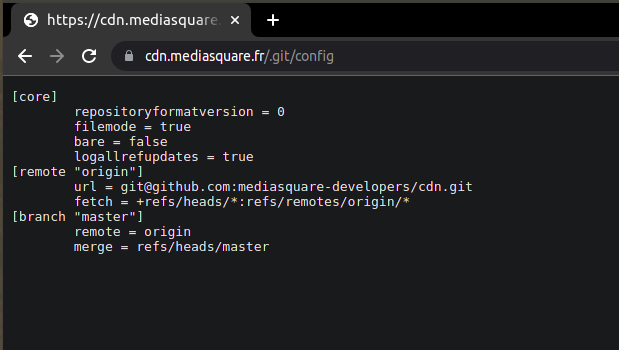 https://cdn.mediasquare.
cdn.mediasquare.fr/.git/config
[core]
repositoryformatversion = 0
filemode = true
bare = false
logallrefupdates = true
[remote "origin"]
url = git@github.com:mediasquare-developers/cdn.git
fetch = +refs/heads/*:refs/remotes/origin/*
[branch "master"]
remote = origin
merge = refs/heads/master